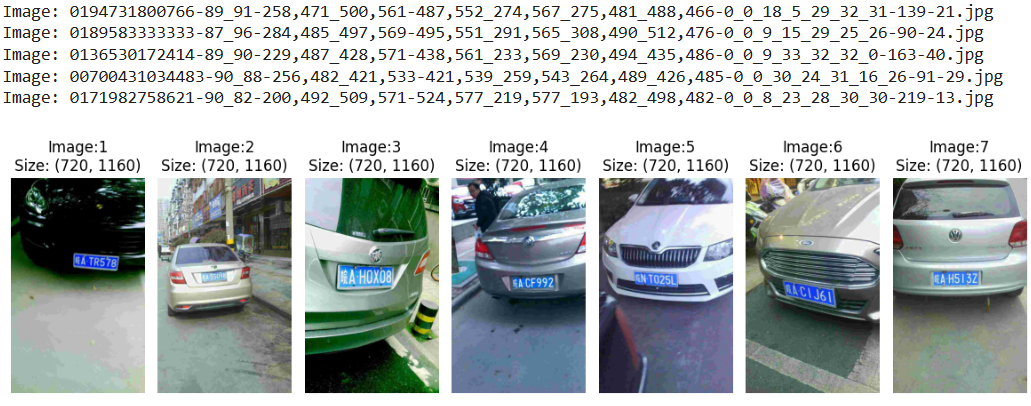 Image: 0194731800766-89_91-258,471_500,561-487,552_274,567_275,481_488,466-0_0_18_5_29_32_31-139-21.jpg
Image: 0189583333333-87_96-284,485_497,569-495,551_291,565_308,490_512,476-0_0_9_15_29_25_26-90-24.jpg
Image: 0136530172414-89_90-229,487_428,571-438,561_233,569_230,494_435,486-0_0_9_33_32_32_0-163-40.jpg
Image: 00700431034483-90_88-256,482_421,533-421,539_259,543_264,489_426,485-0_0_30_24_31_16_26-91-29.jpg
Image: 0171982758621-90_82-200,492_509,571-524,577_219,577_193,482_498,482-0_0_8_23_28_30_30-219-13.jpg
Image:1 Image:2 Image:3 Image:4 Image:5 Image:6 Image:7
Size: (720, 1160) Size: (720, 1160) Size: (720, 1160) Size: (720, 1160) Size: (720, 1160) Size: (720, 1160) Size: (720, 1160)
皖A TR578
皖A H0X08
皖A CF992
皖N T025L
皖A C1J61
皖A H513Z